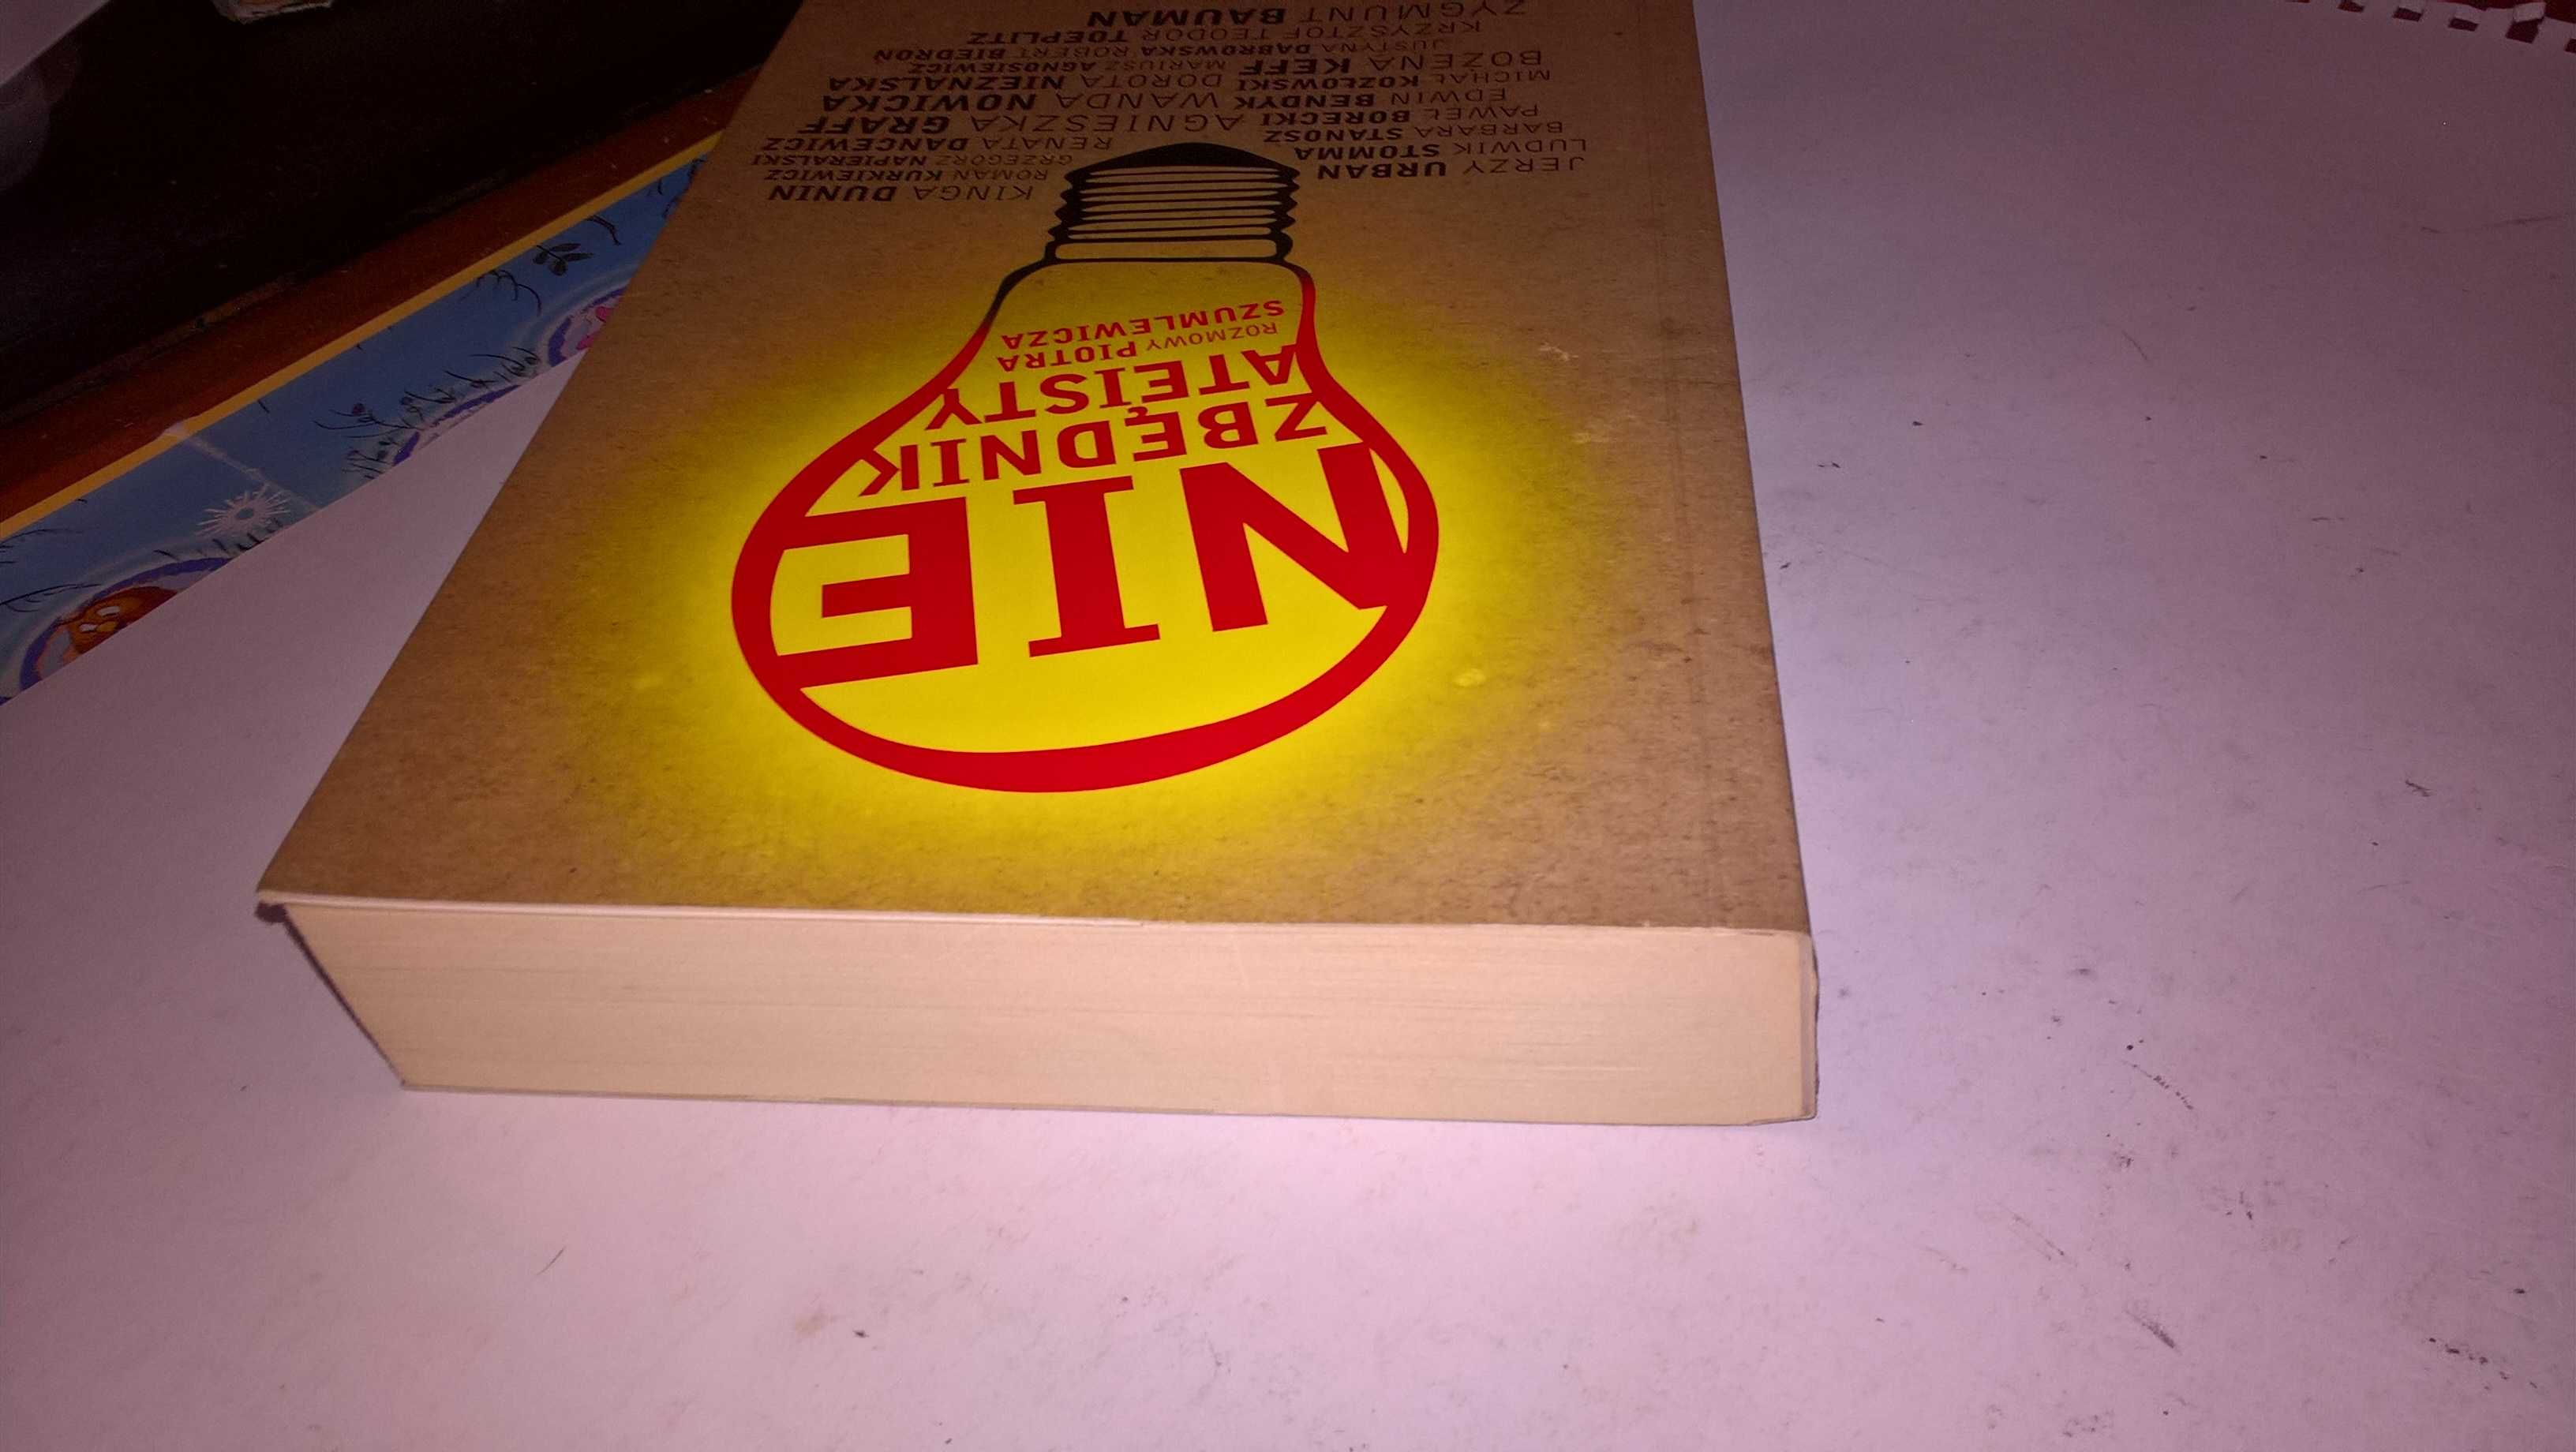 NIE
ZBĘDNIK
ATEISTY
ROZMOWY PIOTRA
SZUMLEWICZA
JERZY URBAN
KINGA DUNIN
LUDWIK STOMMA
ROMAN KURKIEWICZ
GRZEGORZ NAPIERALSKI
BARBARA STANOSZ
RENATA DANCEWICZ
PAWEŁ BORECKI AGNIESZKA GRAFF
EDWIN BENDYK WANDA NOWICKA
MICHAŁ KOZŁOWSKI DOROTA NIEZNALSKA
BOŻENA KEFF MARIUSZ AGNOSIEWICZ
JUSTYNA DĄBROWSKA ROBERT BIEDROŃ
KRZYSZTOF TEODOR TOEPLITZ
ZYGMUNT BAUMAN